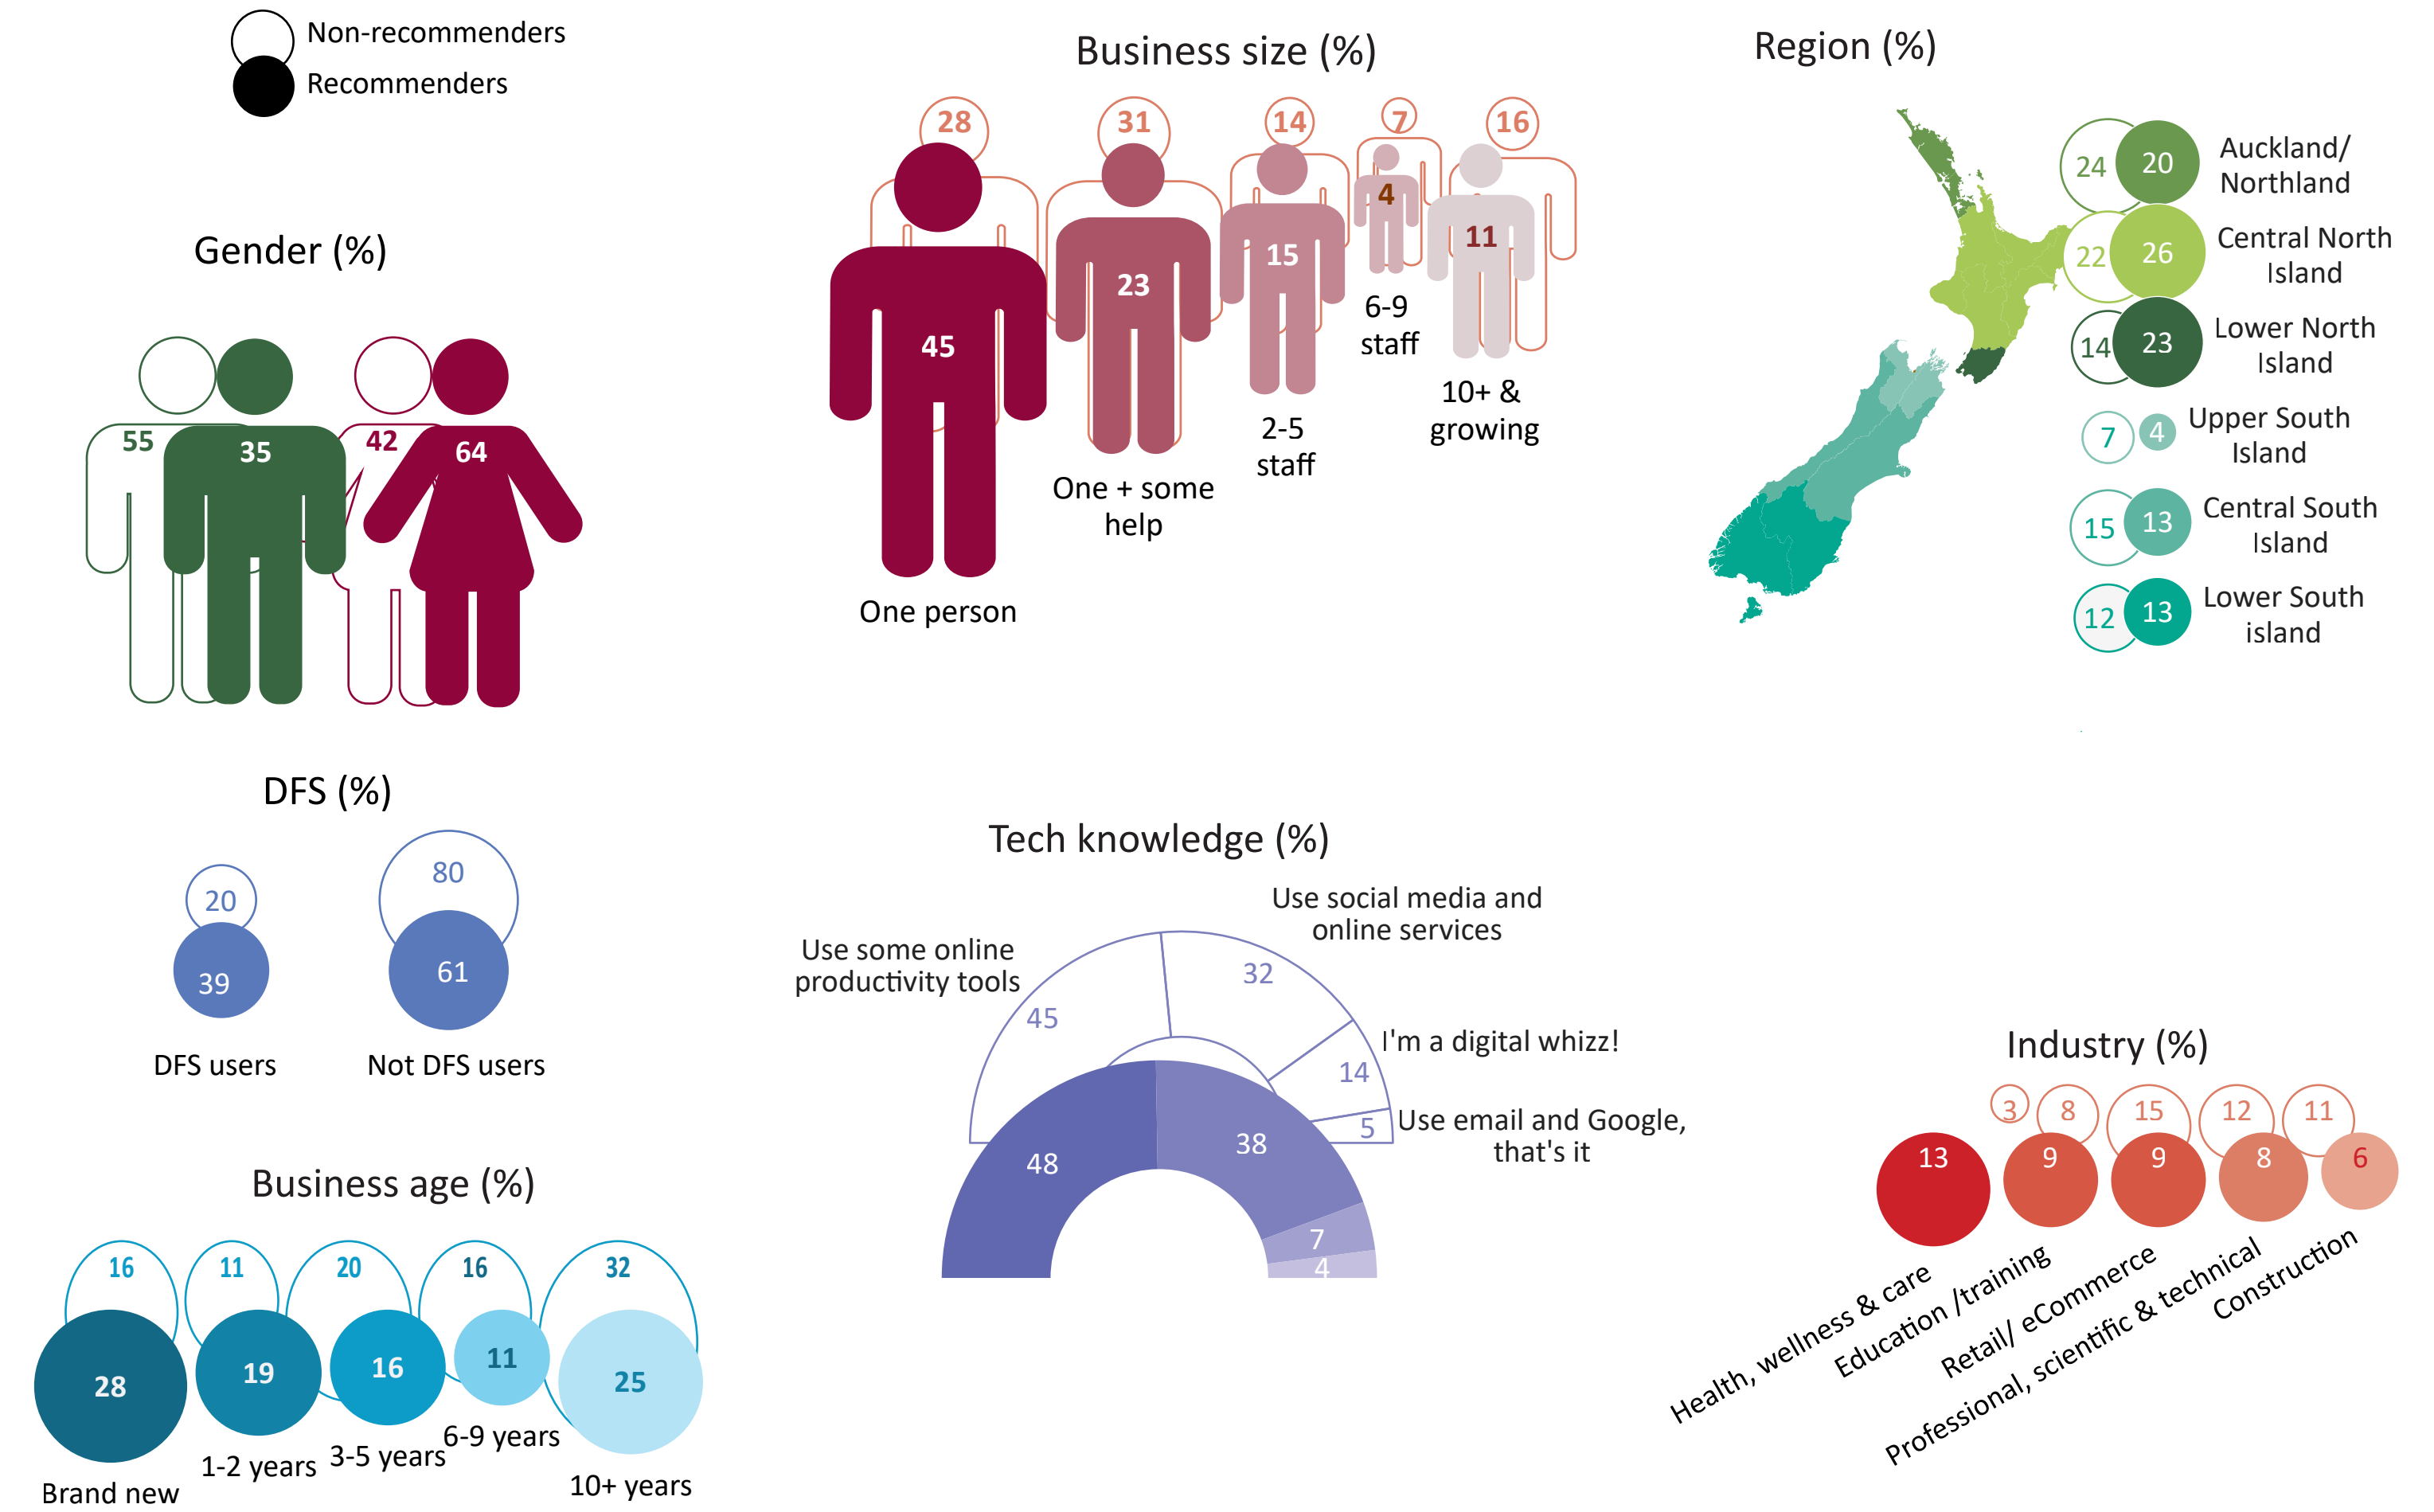 Non-recommenders
Recommenders
Gender (%)
55
35
42
64
Business size (%)
28
31
14
7
16
45
23
15
4
11
One person
One + some
help
2-5
staff
6-9
staff
10+ &
growing
Region (%)
24
20
Auckland/
Northland
22
26
Central North
Island
14
23
Lower North
Island
7
4
Upper South
Island
15
13
Central South
Island
12
13
Lower South
island
DFS (%)
20
80
39
61
DFS users
Not DFS users
Tech knowledge (%)
Use some online
productivity tools
45
Use social media and
online services
32
I'm a digital whizz!
14
Use email and Google,
that's it
5
48
38
7
4
Business age (%)
16
11
20
16
32
28
19
16
11
25
Brand new
1-2 years
3-5 years
6-9 years
10+ years
Industry (%)
3
8
15
12
11
13
9
9
8
6
Health, wellness & care
Education /training
Retail/ eCommerce
Professional, scientific & technical
Construction